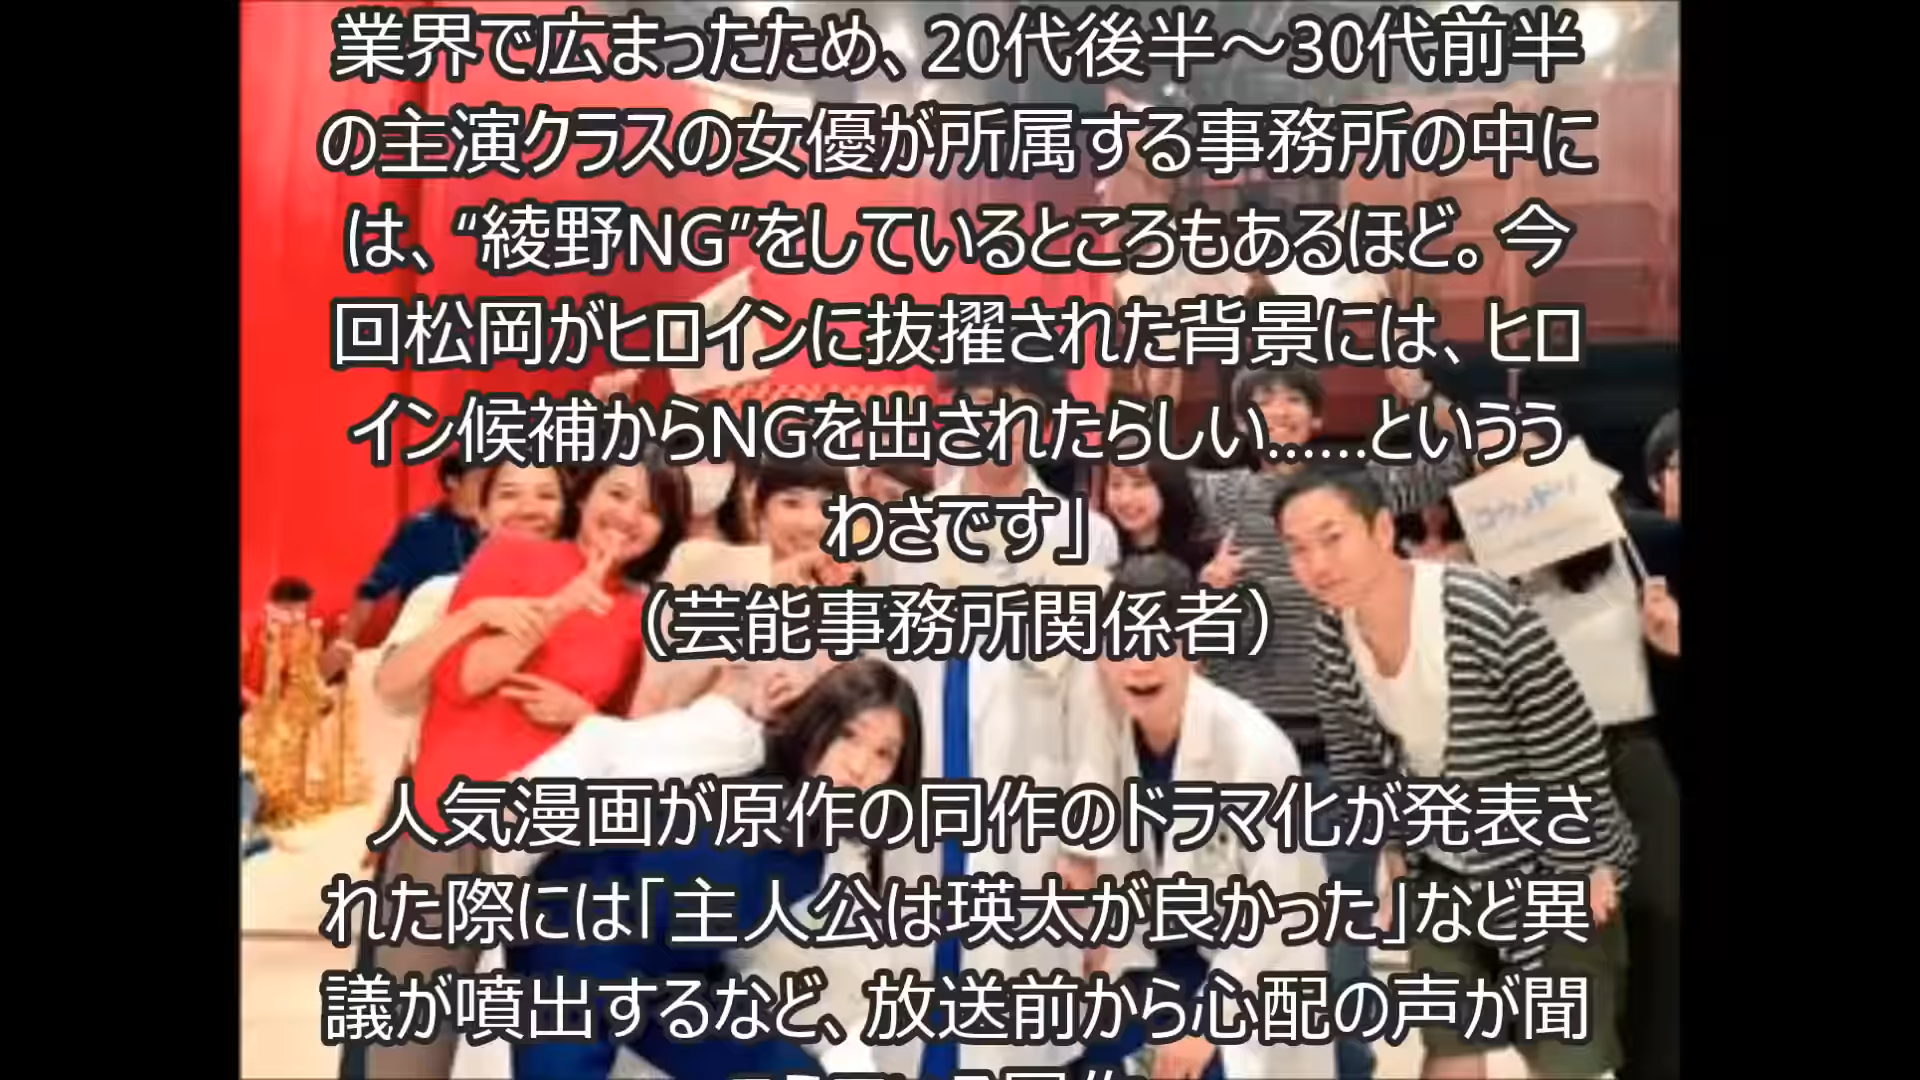 業界で広まったため、20代後半～30代前半
の主演クラスの女優が所属する事務所の中に
は、“綾野NG”をしているところもあるほど。今
回松岡がヒロインに抜擢された背景には、ヒロ
イン候補からNGを出されたらしい……というう
わさです」
（芸能事務所関係者）
人気漫画が原作の同作のドラマ化が発表さ
れた際には「主人公は瑛太が良かった」など異
議が噴出するなど、放送前から心配の声が聞
コウノドリ